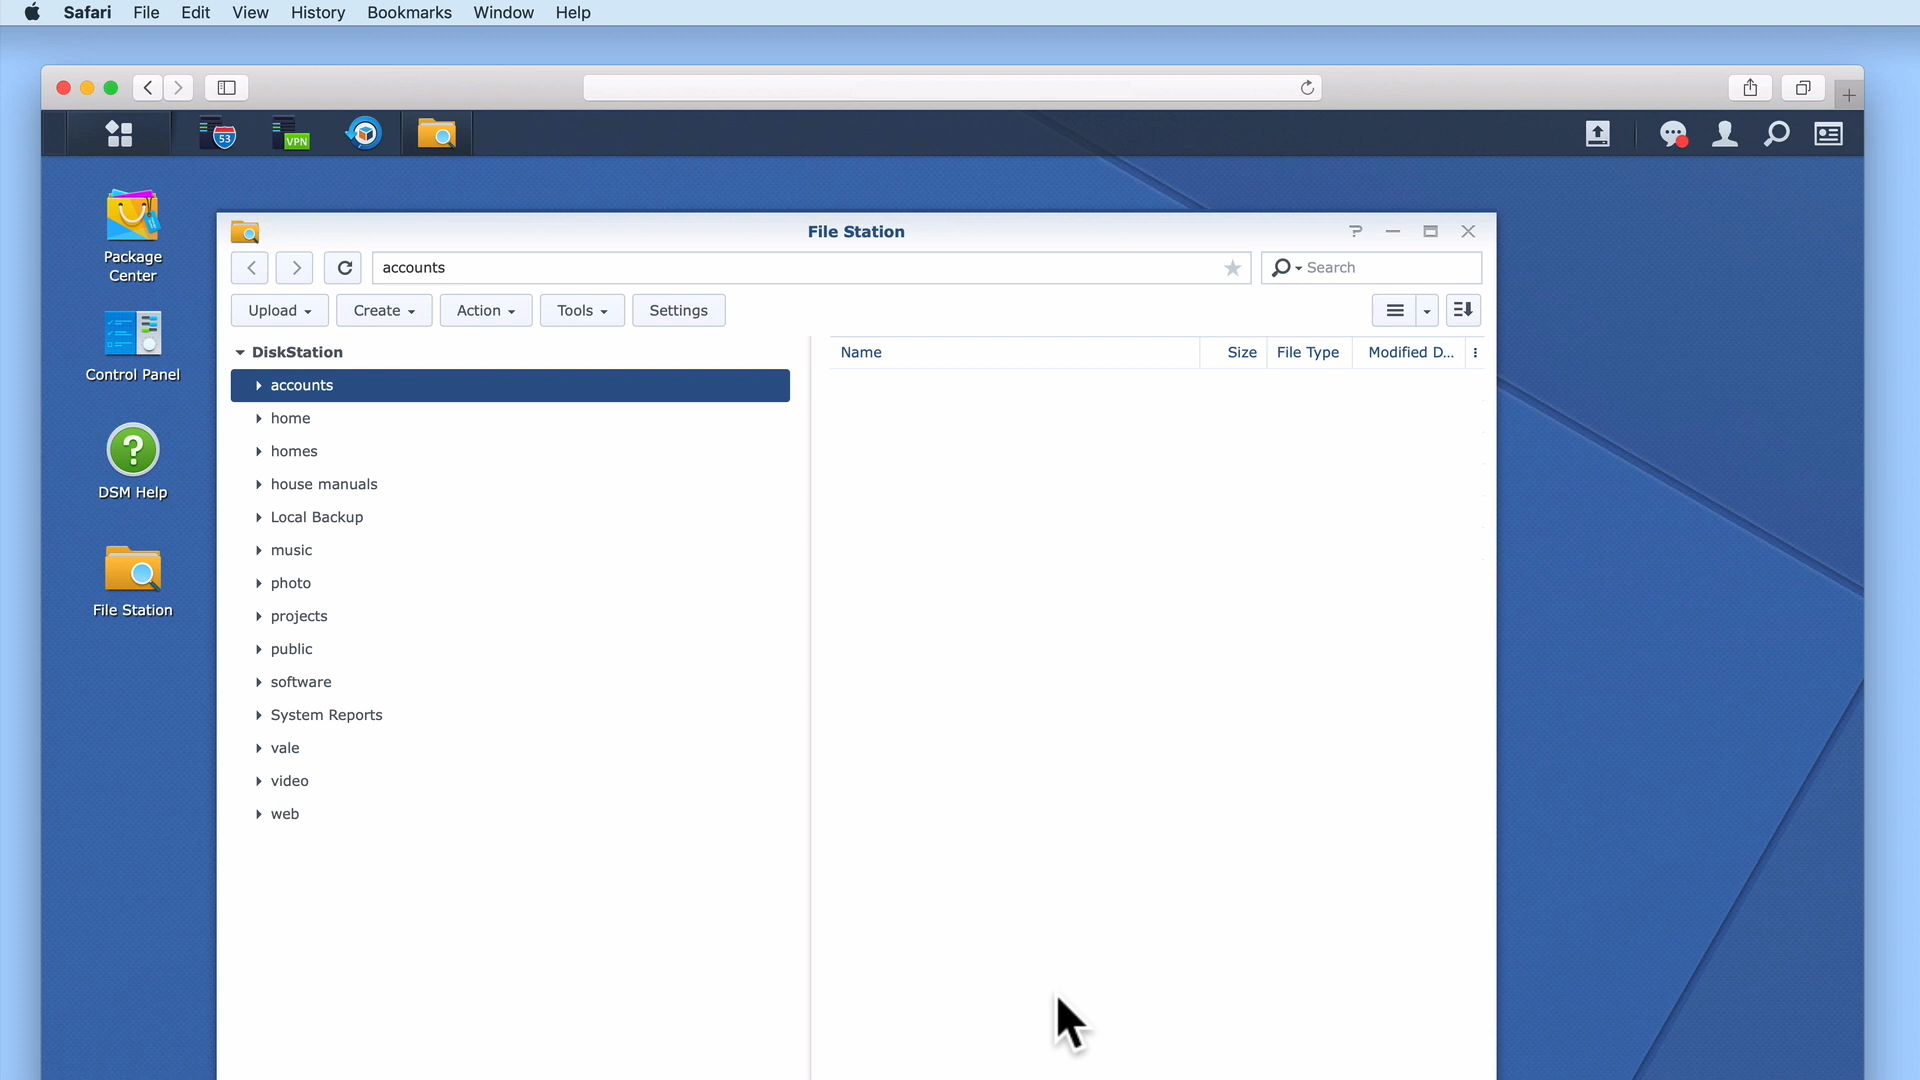 Safari File Edit View History Bookmarks Window Help
53 VPN
Package
Center
Control Panel
DSM Help
File Station
File Station
accounts Search
Upload Create Action Tools Settings
DiskStation
accounts
home
homes
house manuals
Local Backup
music
photo
projects
public
software
System Reports
vale
video
web
Name Size File Type Modified D...